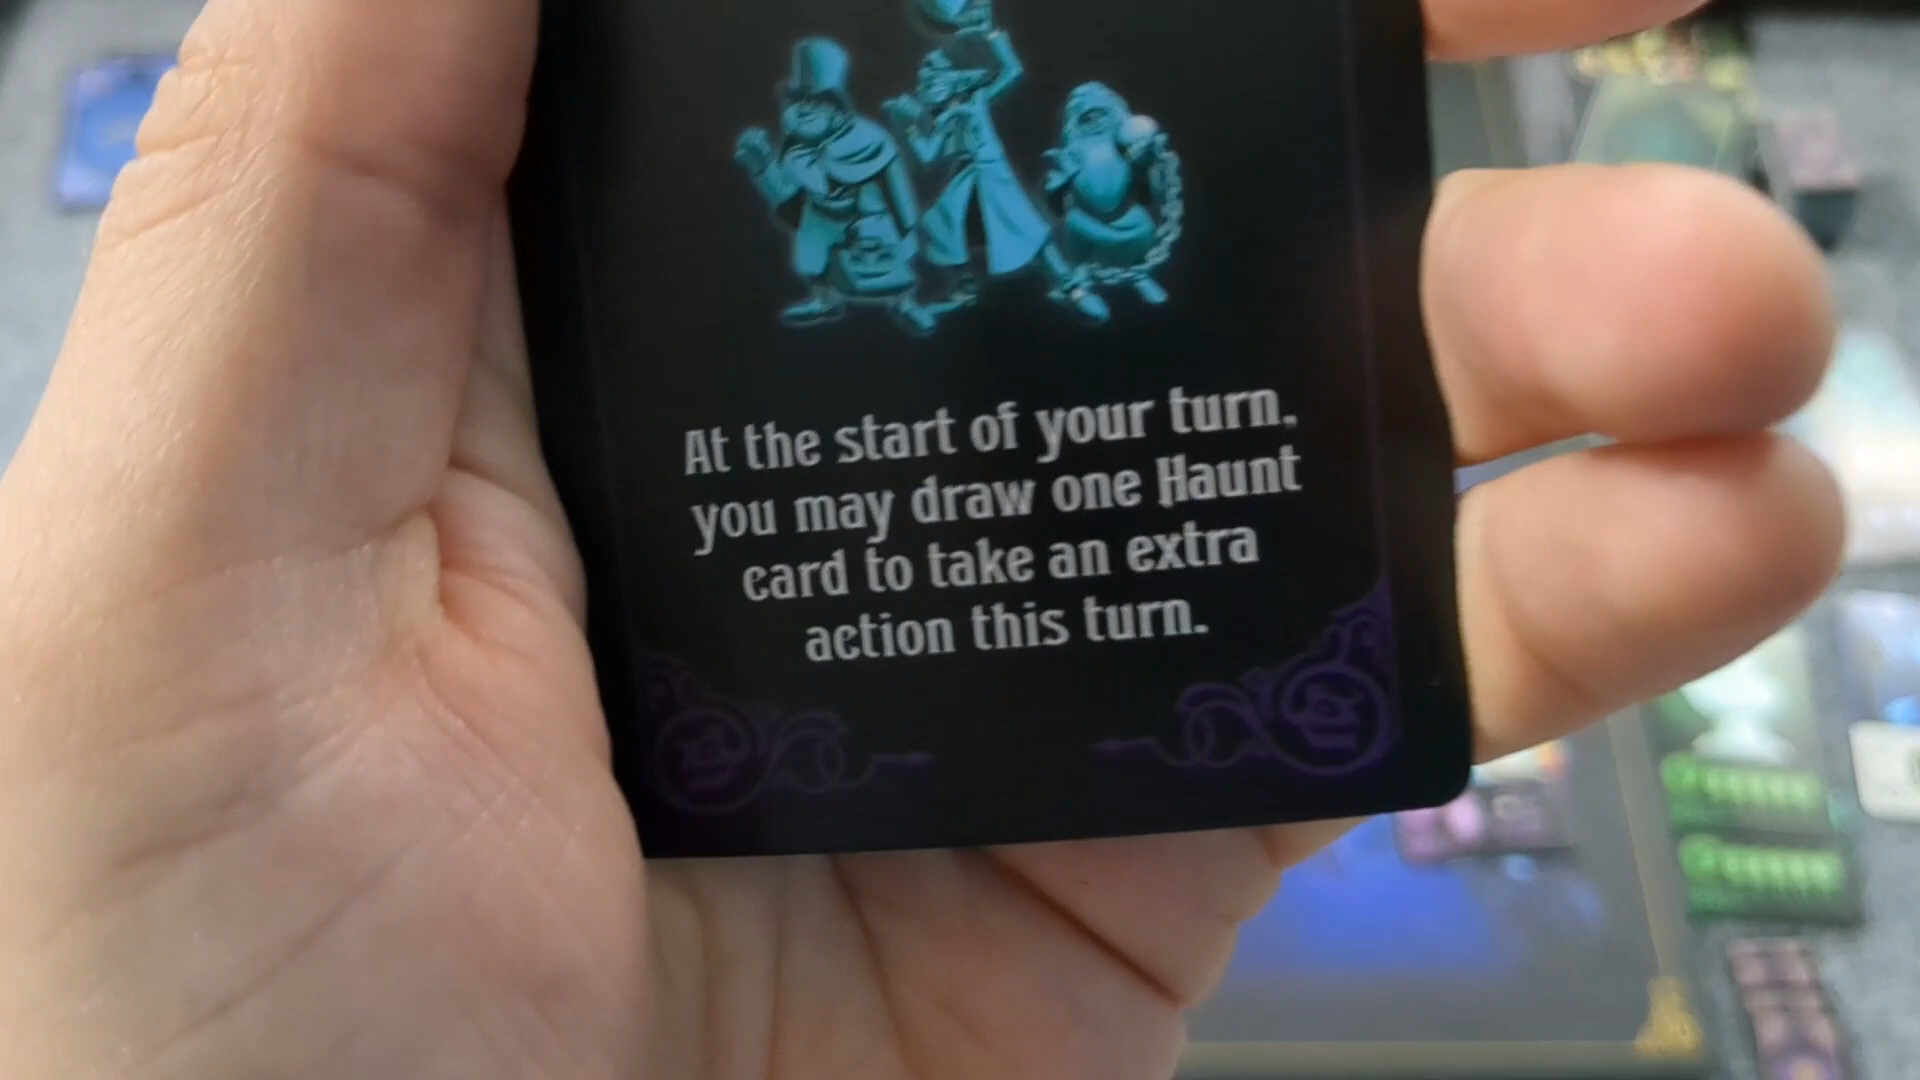 At the start of your turn,
you may draw one Haunt
card to take an extra
action this turn.